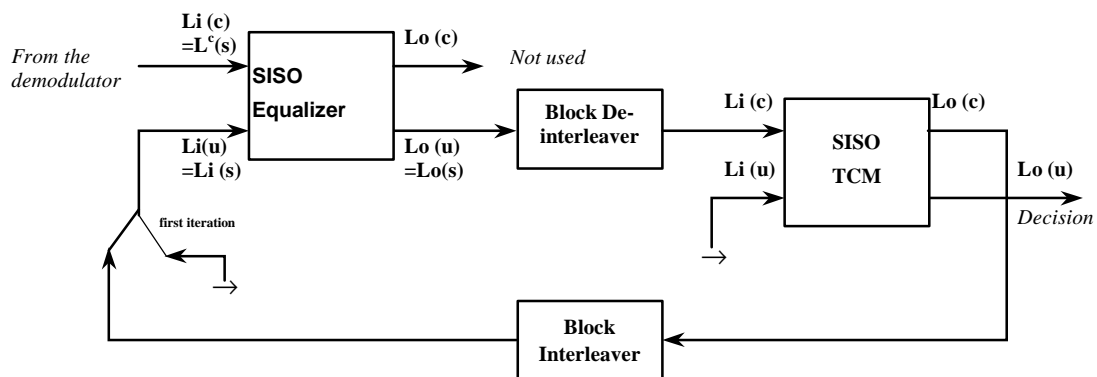 Li (c)
=Lᶜ(s)
From the
demodulator
SISO
Equalizer
Lo (c)
Not used
Li(u)
=Li (s)
Lo (u)
=Lo(s)
Block De-
interleaver
Li (c)
Li (u)
SISO
TCM
Lo (c)
Lo (u)
Decision
first iteration
Block
Interleaver